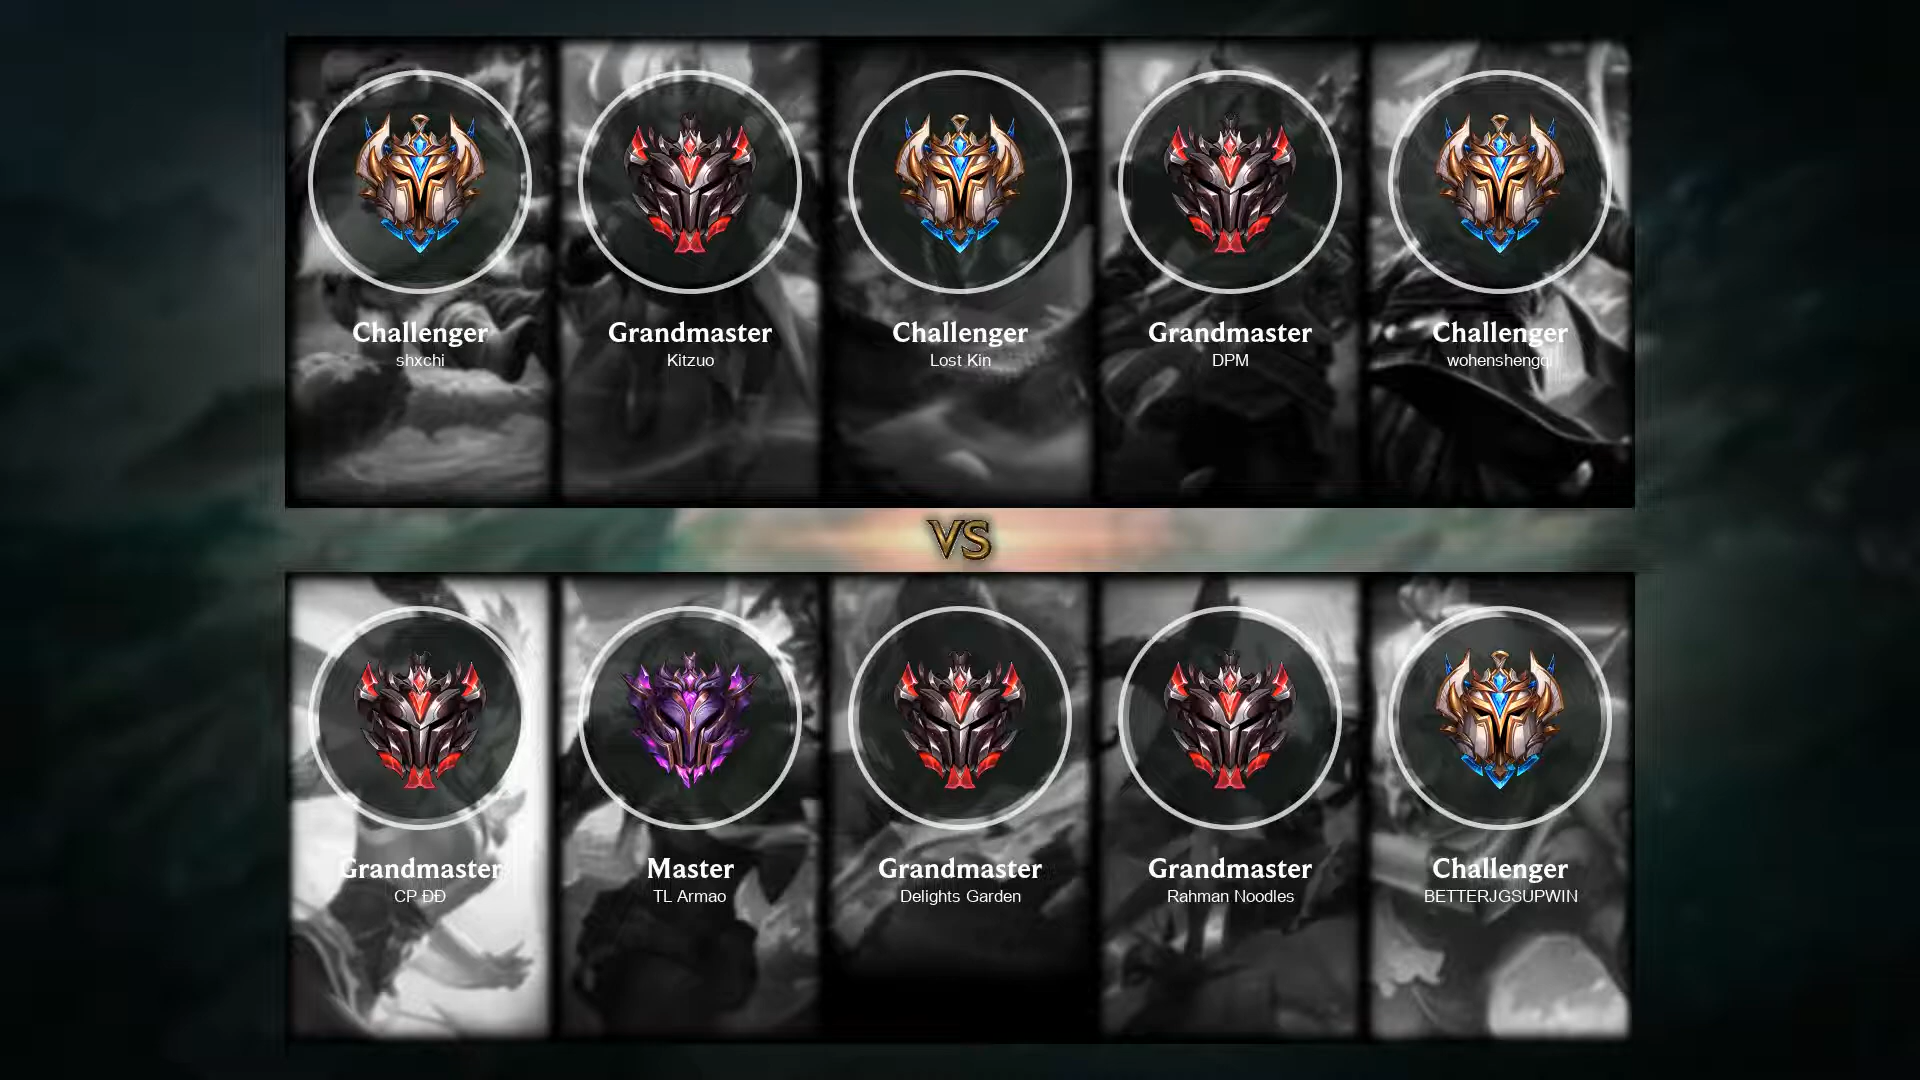 Challenger
shxchi
Grandmaster
Kitzuo
Challenger
Lost Kin
Grandmaster
DPM
Challenger
wohenshengqi
VS
Grandmaster
CP ĐĐ
Master
TL Armao
Grandmaster
Delights Garden
Grandmaster
Rahman Noodles
Challenger
BETTERJGSUPWIN